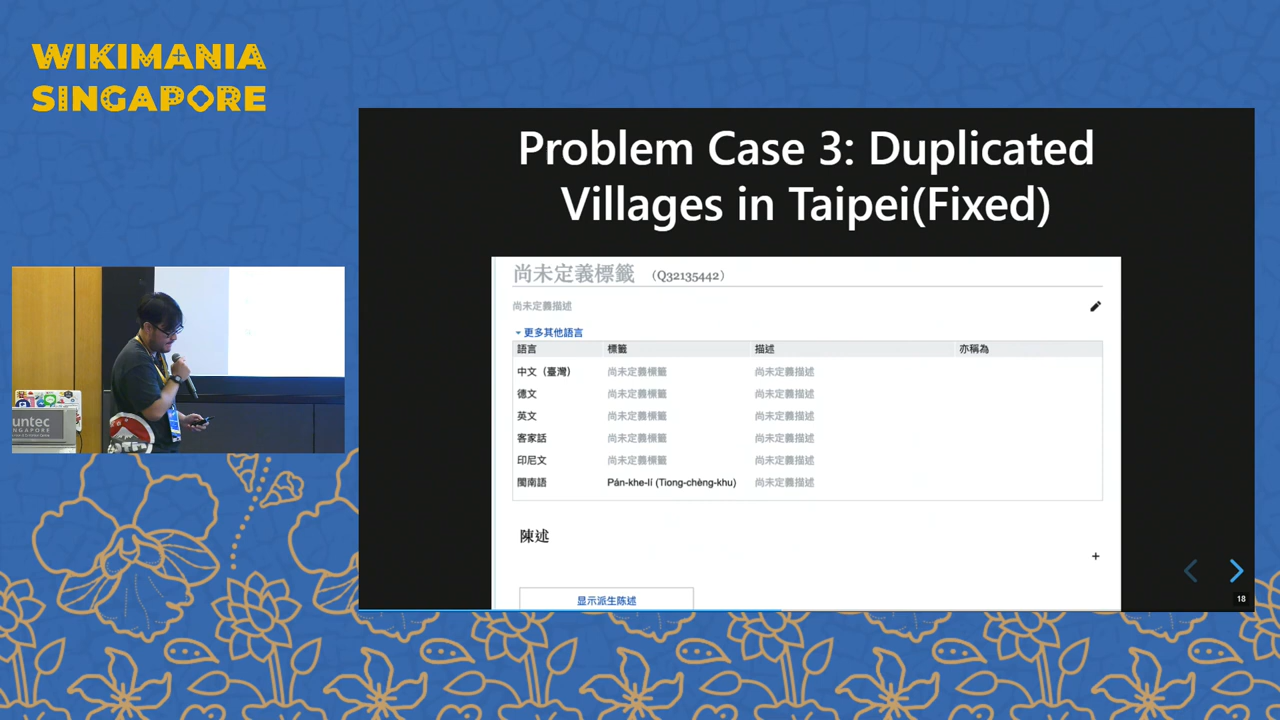 WIKIMANIA
SINGAPORE
Problem Case 3: Duplicated
Villages in Taipei(Fixed)
尚未定義標籤 (Q32135442)
尚未定義描述
更多其他語言
語言 標籤 描述 亦稱為
中文（臺灣） 尚未定義標籤 尚未定義描述
德文 尚未定義標籤 尚未定義描述
英文 尚未定義標籤 尚未定義描述
客家話 尚未定義標籤 尚未定義描述
印尼文 尚未定義標籤 尚未定義描述
閩南語 Pán-khe-lí (Tiong-chèng-khu) 尚未定義描述
陳述
+
显示派生陈述
18
untec
SINGAPORE